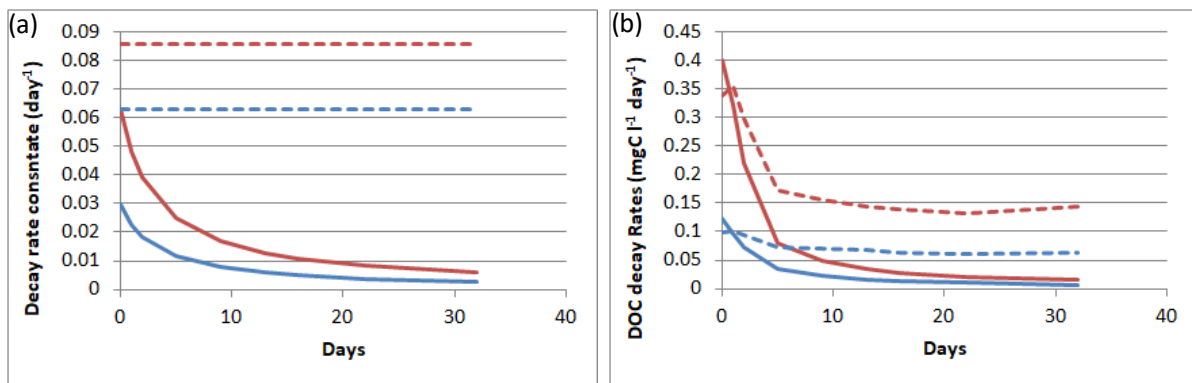 (a)
Decay rate consntate (day-1)
0.09
0.08
0.07
0.06
0.05
0.04
0.03
0.02
0.01
0
0 10 20 30 40
Days
(b)
DOC decay Rates (mgC l-1 day-1)
0.45
0.4
0.35
0.3
0.25
0.2
0.15
0.1
0.05
0
0 10 20 30 40
Days